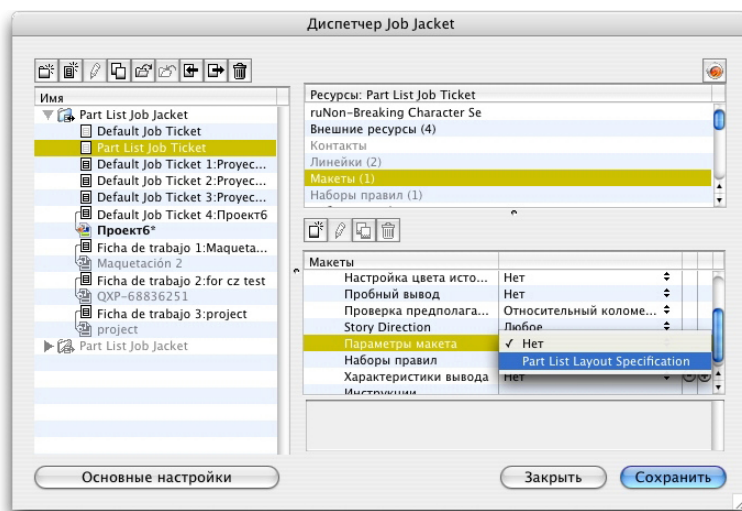 Диспетчер Job Jacket
Имя
Part List Job Jacket
Default Job Ticket
Part List Job Ticket
Default Job Ticket 1:Proyec...
Default Job Ticket 2:Proyec...
Default Job Ticket 3:Proyec...
Default Job Ticket 4:Проект6
Проект6*
Ficha de trabajo 1:Maqueta...
Maquetación 2
Ficha de trabajo 2:for cz test
QXP-68836251
Ficha de trabajo 3:project
project
Part List Job Jacket
Ресурсы: Part List Job Ticket
ruNon-Breaking Character Se
Внешние ресурсы (4)
Контакты
Линейки (2)
Макеты (1)
Наборы правил (1)
Макеты
Настройка цвета исто... Нет
Пробный вывод Нет
Проверка предполага... Относительный коломе...
Story Direction Любое
Параметры макета ✓ Нет
Наборы правил Part List Layout Specification
Характеристики вывода Нет
Инструкции
Основные настройки
Закрыть
Сохранить